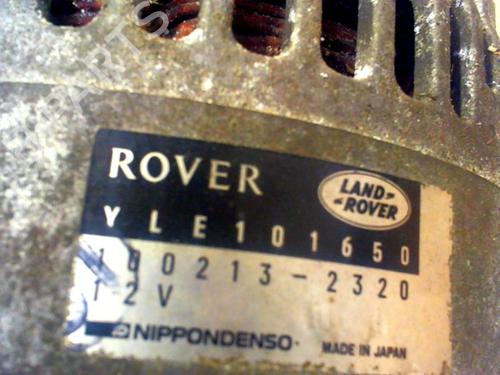 ROVER
LAND-
-ROVER
YLE101650
100213-2320
12V
NIPPONDENSO
MADE IN JAPAN